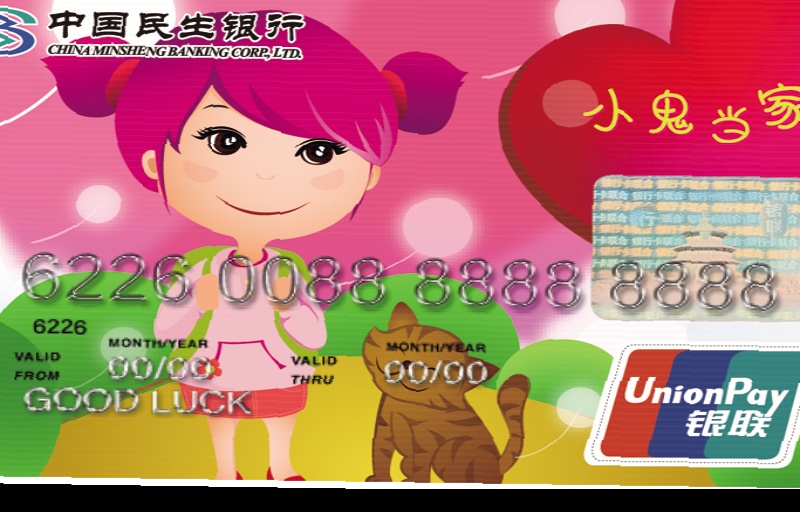 中国民生银行
CHINA MINSHENG BANKING CORP., LTD.
小鬼当家
6226 0088 8888 8888
6226
MONTH/YEAR
MONTH/YEAR
VALID FROM
00/00
VALID THRU
00/00
GOOD LUCK
UnionPay
银联